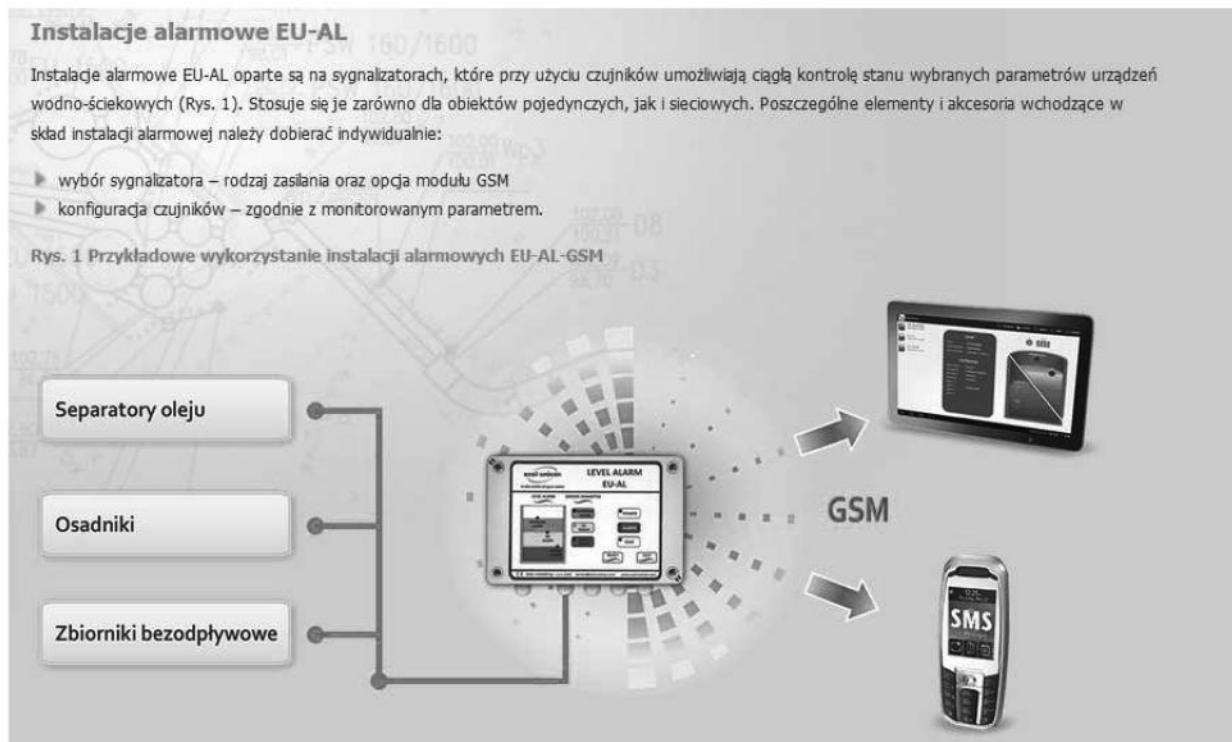 Instalacje alarmowe EU-AL
Instalacje alarmowe EU-AL oparte są na sygnalizatorach, które przy użyciu czujników umożliwiają ciągłą kontrolę stanu wybranych parametrów urządzeń
wodno-ściekowych (Rys. 1). Stosuje się je zarówno dla obiektów pojedynczych, jak i sieciowych. Poszczególne elementy i akcesoria wchodzące w
skład instalacji alarmowej należy dobierać indywidualnie:
wybór sygnalizatora – rodzaj zasilania oraz opcja modułu GSM
konfiguracja czujników – zgodnie z monitorowanym parametrem.
Rys. 1 Przykładowe wykorzystanie instalacji alarmowych EU-AL-GSM
Separatory oleju
Osadniki
Zbiorniki bezodpływowe
LEVEL ALARM
EU-AL
GSM
SMS